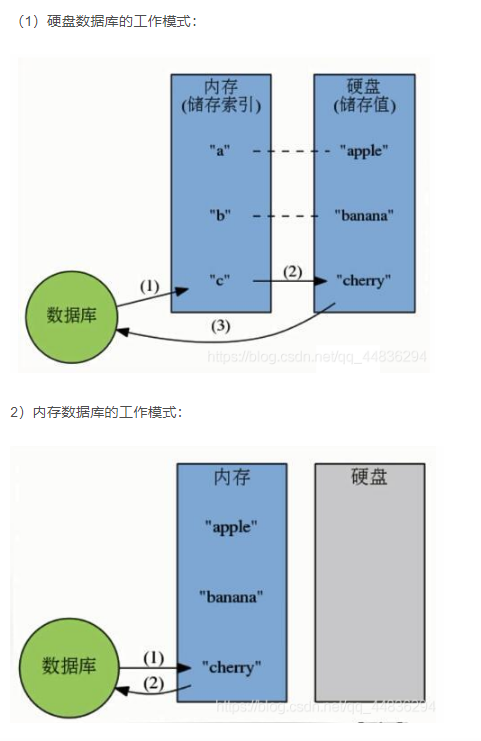 （1）硬盘数据库的工作模式：
内存
(储存索引)
硬盘
(储存值)
"a"
"apple"
"b"
"banana"
(1)
"c"
(2)
"cherry"
数据库
(3)
https://blog.csdn.net/qq_44836294
2）内存数据库的工作模式：
内存
硬盘
"apple"
"banana"
数据库
(1)
"cherry"
(2)
https://blog.csdn.net/qq_44836294